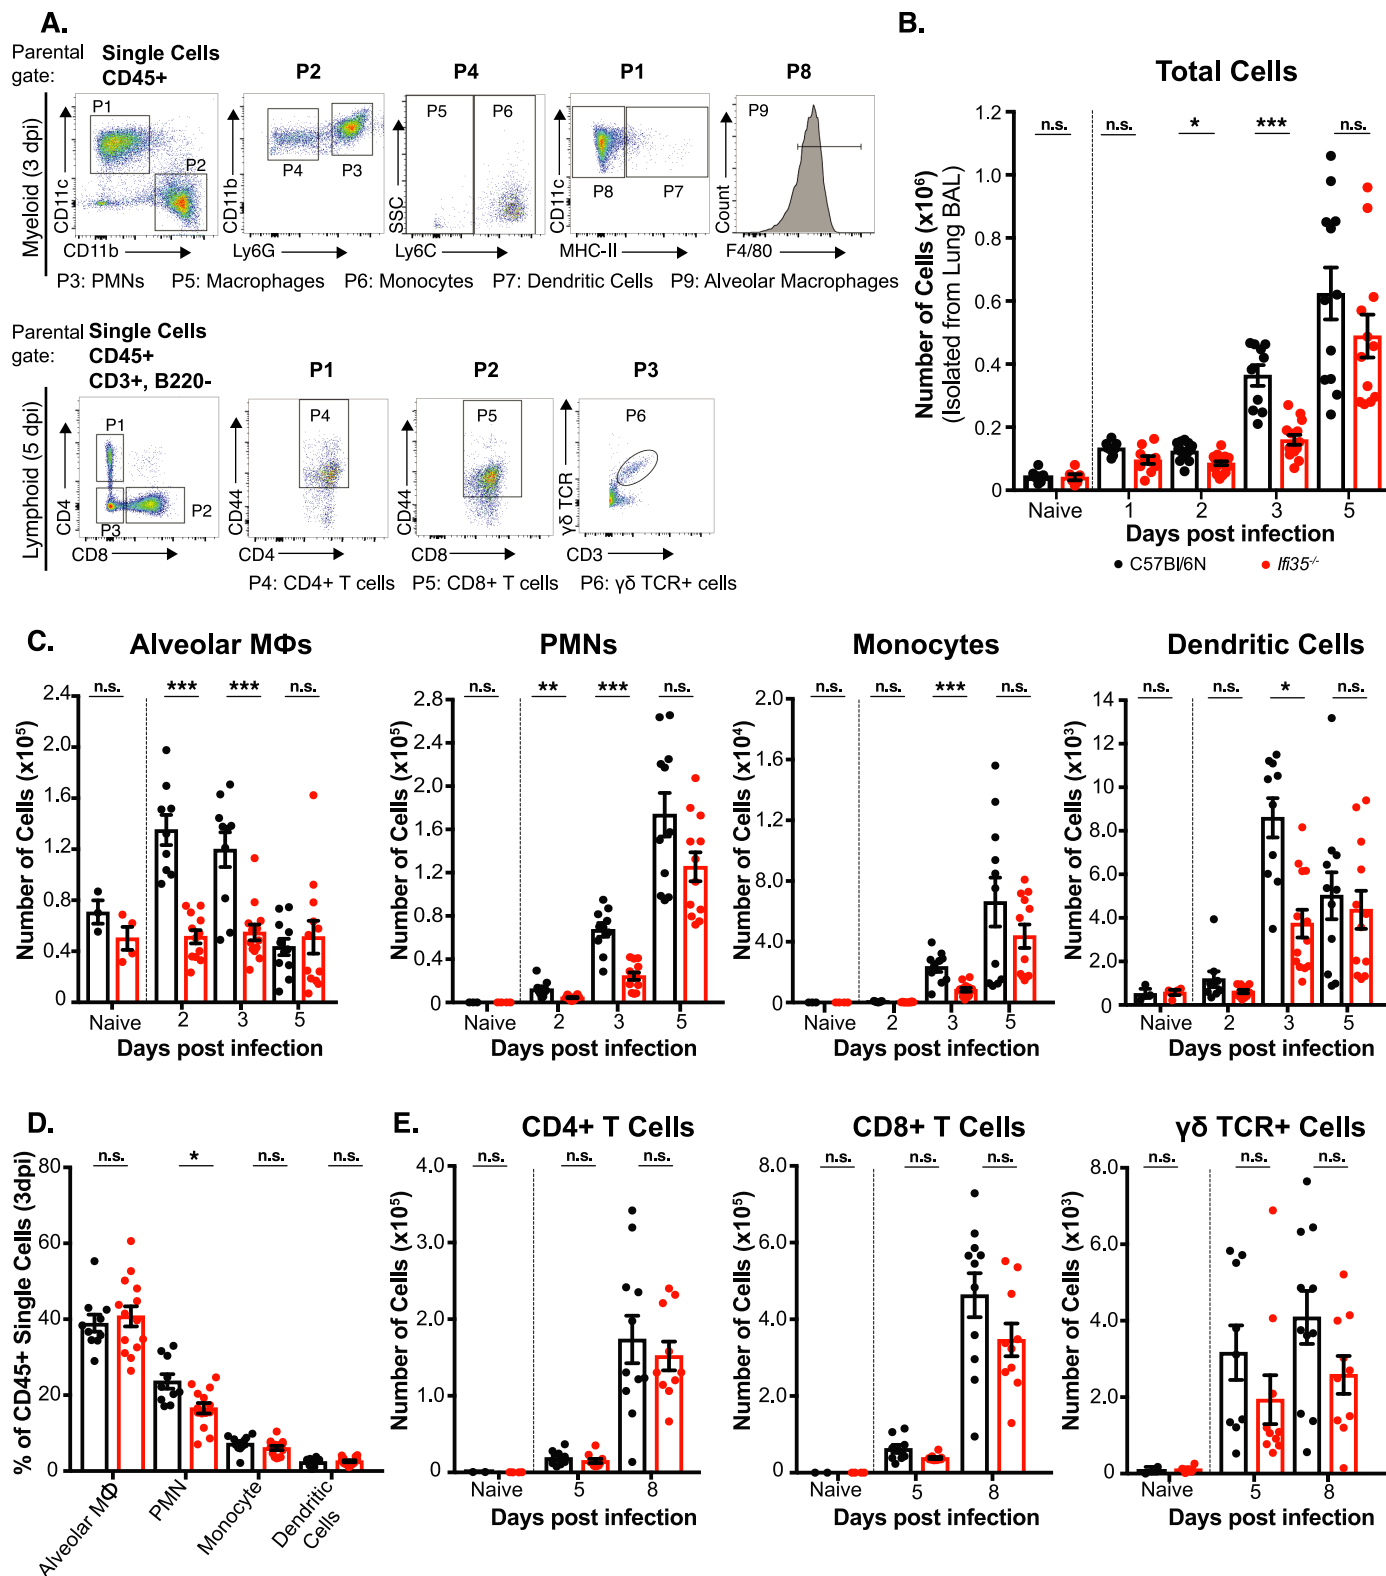 A.
Parental gate:
Single Cells CD45+
P2
P4
P1
P8
Myeloid (3 dpi)
P1
P2
CD11c
CD11b
P4
P3
CD11b
Ly6G
P5
P6
SSC
Ly6C
P8
P7
CD11c
MHC-II
P9
Count
F4/80
P3: PMNs
P5: Macrophages
P6: Monocytes
P7: Dendritic Cells
P9: Alveolar Macrophages
Parental gate:
Single Cells
CD45+
CD3+, B220-
P1
P2
P3
Lymphoid (5 dpi)
P1
P3
P2
CD4
CD8
P4
CD44
CD4
P5
CD44
CD8
P6
γδ TCR
CD3
P4: CD4+ T cells
P5: CD8+ T cells
P6: γδ TCR+ cells
B.
Total Cells
Number of Cells (x10⁶)
(Isolated from Lung BAL)
1.2
1.0
0.8
0.6
0.4
0.2
0
n.s.
n.s.
*
***
n.s.
Naive
1
2
3
5
Days post infection
C57Bl/6N
Ifi35-/-
C.
Alveolar MΦs
Number of Cells (x10⁵)
2.4
2.0
1.6
1.2
0.8
0.4
0
n.s.
***
***
n.s.
Naive
2
3
5
Days post infection
PMNs
Number of Cells (x10⁵)
2.8
2.4
2.0
1.6
1.2
0.8
0.4
0
n.s.
**
***
n.s.
Naive
2
3
5
Days post infection
Monocytes
Number of Cells (x10⁴)
2.0
1.6
1.2
8.0
4.0
0
n.s.
n.s.
***
n.s.
Naive
2
3
5
Days post infection
Dendritic Cells
Number of Cells (x10³)
14
12
10
8.0
6.0
4.0
2.0
0
n.s.
n.s.
*
n.s.
Naive
2
3
5
Days post infection
D.
% of CD45+ Single Cells (3dpi)
80
60
40
20
0
n.s.
*
n.s.
n.s.
Alveolar MΦ
PMN
Monocyte
Dendritic Cells
E.
CD4+ T Cells
Number of Cells (x10⁵)
4.0
3.0
2.0
1.0
0
n.s.
n.s.
n.s.
Naive
5
8
Days post infection
CD8+ T Cells
Number of Cells (x10⁵)
8.0
6.0
4.0
2.0
0
n.s.
n.s.
n.s.
Naive
5
8
Days post infection
γδ TCR+ Cells
Number of Cells (x10³)
8.0
6.0
4.0
2.0
0
n.s.
n.s.
n.s.
Naive
5
8
Days post infection